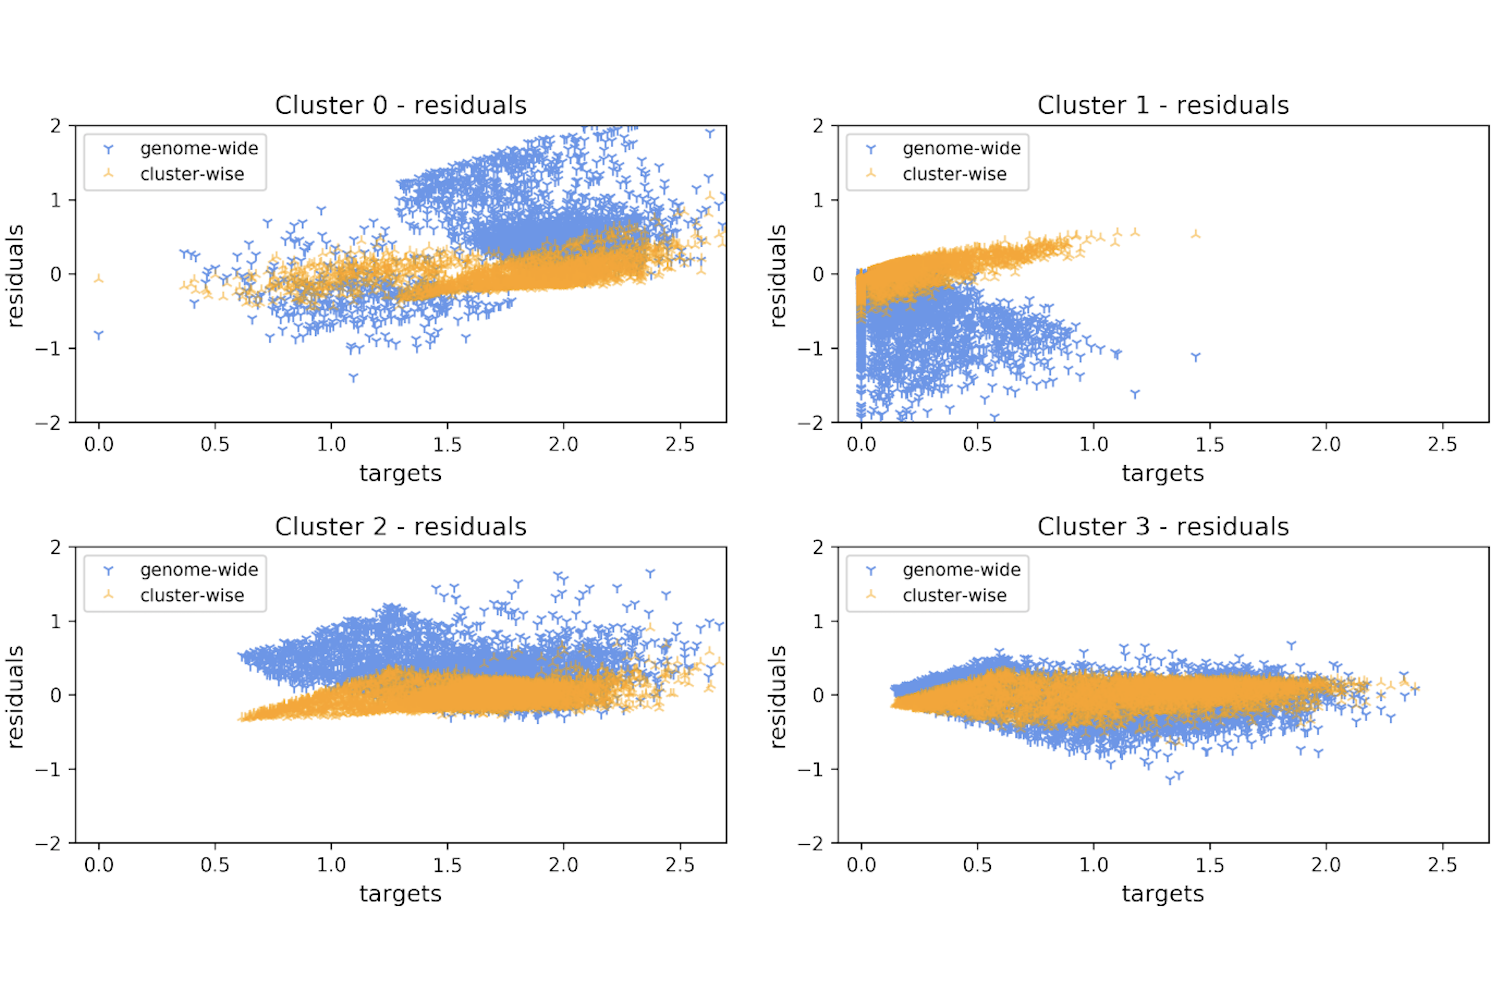 Cluster 0 - residuals
2
1
0
−1
−2
residuals
genome-wide
cluster-wise
0.0 0.5 1.0 1.5 2.0 2.5
targets
Cluster 1 - residuals
2
1
0
−1
−2
residuals
genome-wide
cluster-wise
0.0 0.5 1.0 1.5 2.0 2.5
targets
Cluster 2 - residuals
2
1
0
−1
−2
residuals
genome-wide
cluster-wise
0.0 0.5 1.0 1.5 2.0 2.5
targets
Cluster 3 - residuals
2
1
0
−1
−2
residuals
genome-wide
cluster-wise
0.0 0.5 1.0 1.5 2.0 2.5
targets